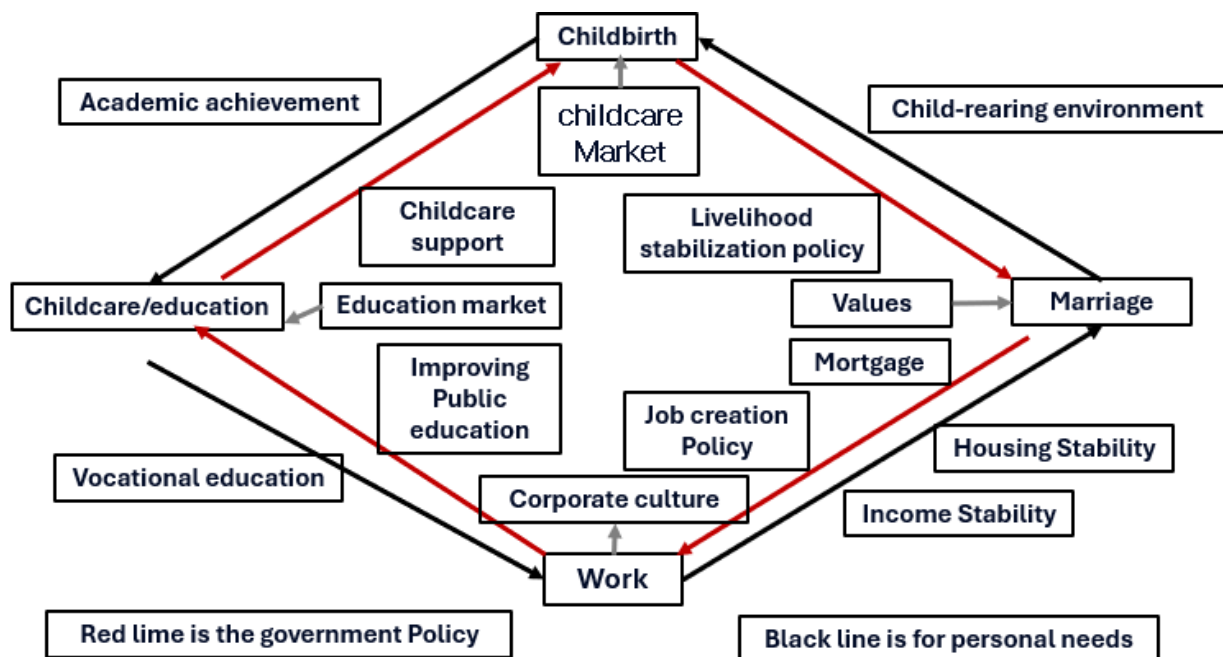 Childbirth
Academic achievement
childcare
Market
Child-rearing environment
Childcare
support
Livelihood
stabilization policy
Childcare/education
Education market
Values
Marriage
Improving
Public
education
Mortgage
Job creation
Policy
Housing Stability
Vocational education
Corporate culture
Income Stability
Work
Red lime is the government Policy
Black line is for personal needs